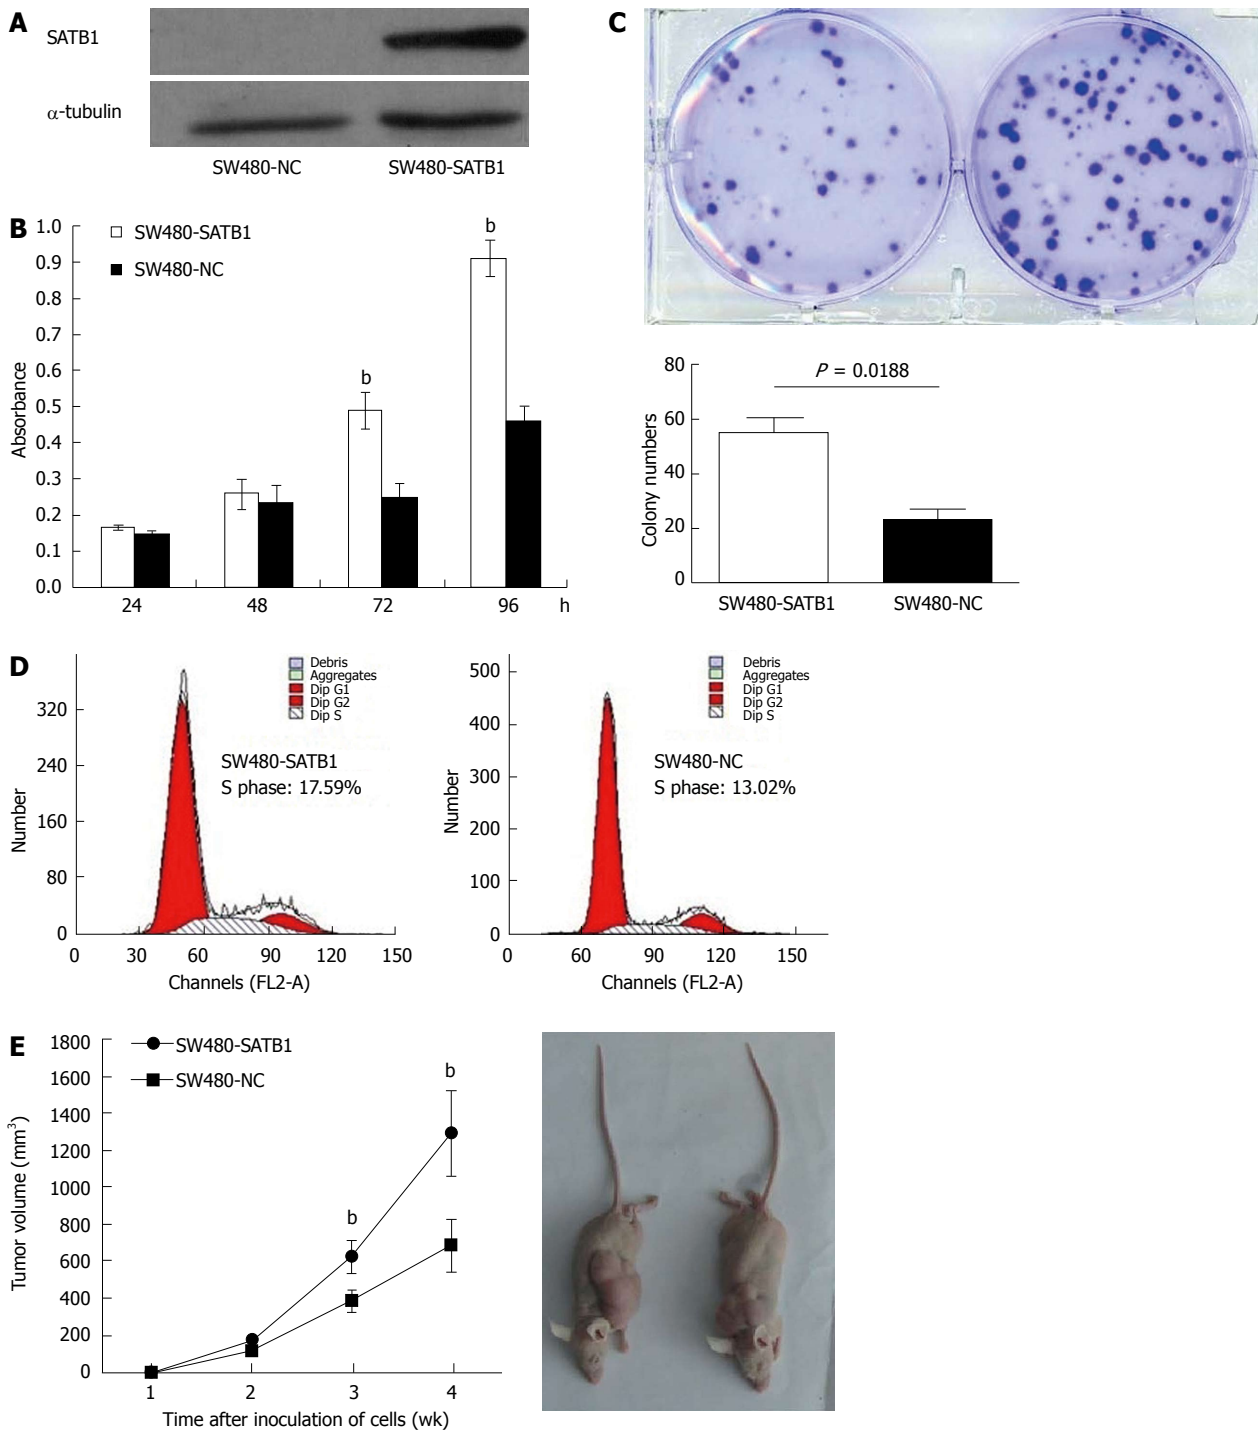 A
SATB1
α-tubulin
SW480-NC SW480-SATB1
B
SW480-SATB1
SW480-NC
Absorbance
1.0
0.9
0.8
0.7
0.6
0.5
0.4
0.3
0.2
0.1
0.0
b
b
24 48 72 96 h
C
P = 0.0188
Colony numbers
80
60
40
20
0
SW480-SATB1 SW480-NC
D
Number
320
240
160
80
0
Debris
Aggregates
Dip G1
Dip G2
Dip S
SW480-SATB1
S phase: 17.59%
0 30 60 90 120 150
Channels (FL2-A)
Number
500
400
300
200
100
0
Debris
Aggregates
Dip G1
Dip G2
Dip S
SW480-NC
S phase: 13.02%
0 60 90 120 150
Channels (FL2-A)
E
SW480-SATB1
SW480-NC
Tumor volume (mm³)
1800
1600
1400
1200
1000
800
600
400
200
0
b
b
1 2 3 4
Time after inoculation of cells (wk)